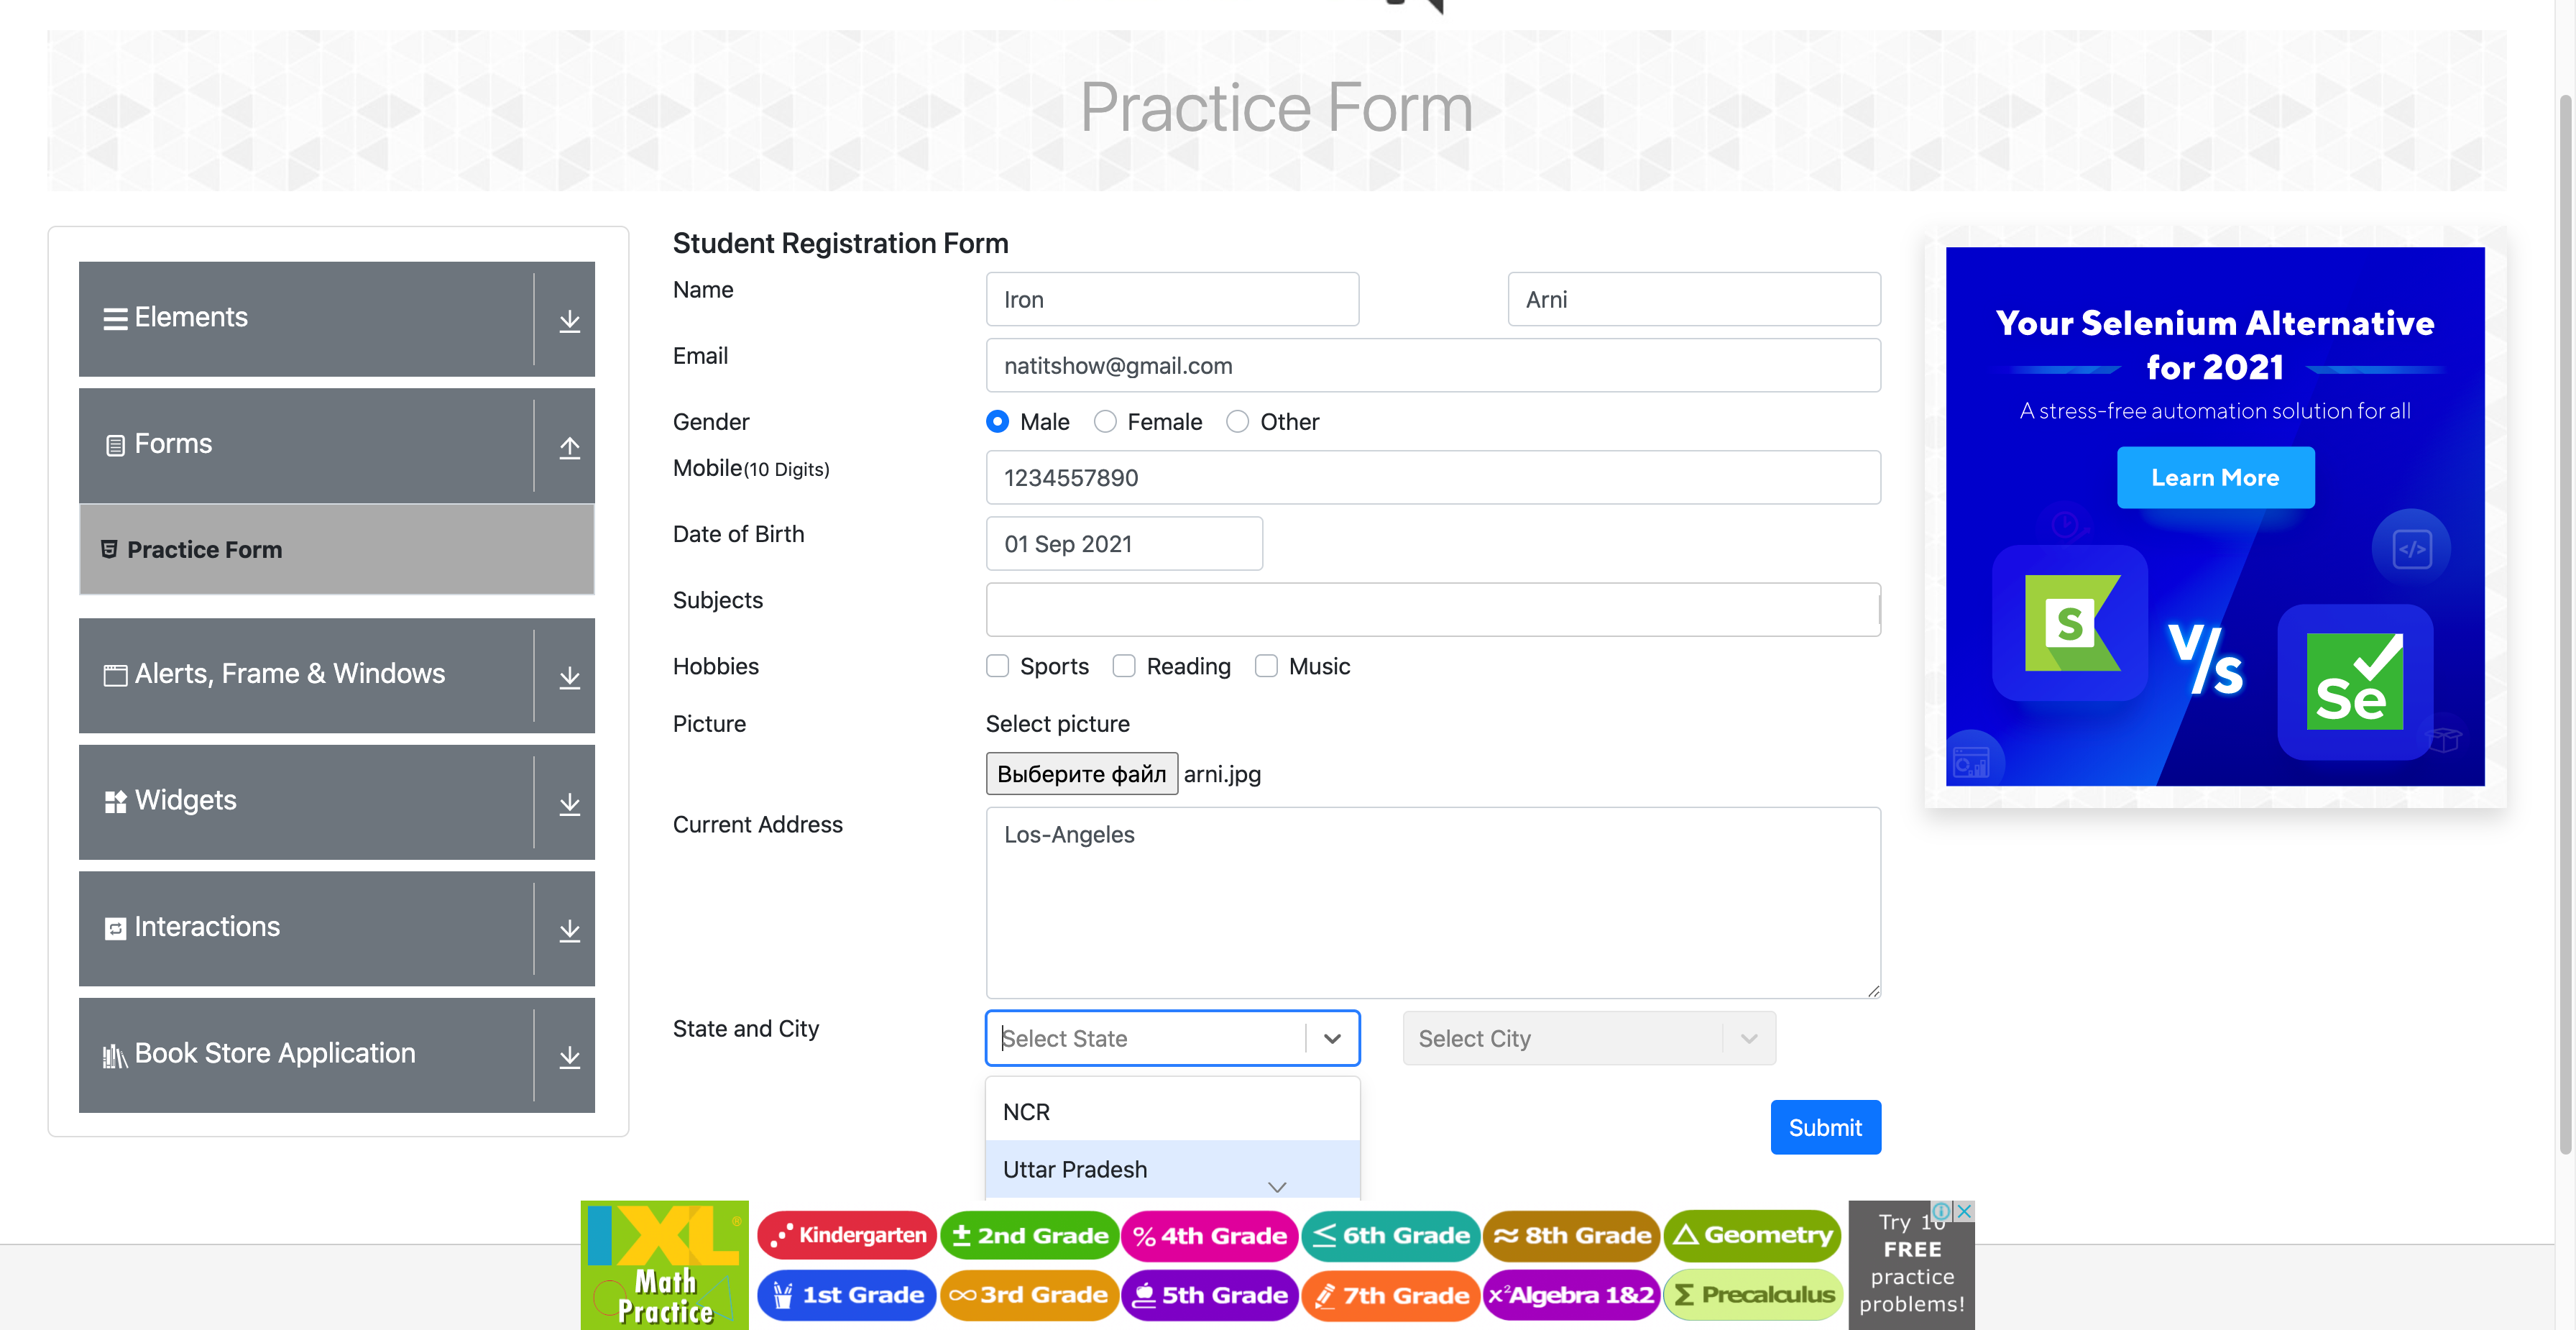 Practice Form
Elements
Forms
Practice Form
Alerts, Frame & Windows
Widgets
Interactions
Book Store Application
Student Registration Form
Name
Iron
Arni
Email
natitshow@gmail.com
Gender
Male
Female
Other
Mobile(10 Digits)
1234557890
Date of Birth
01 Sep 2021
Subjects
Hobbies
Sports
Reading
Music
Picture
Select picture
Выберите файл arni.jpg
Current Address
Los-Angeles
State and City
Select State
Select City
NCR
Uttar Pradesh
Submit
Your Selenium Alternative
for 2021
A stress-free automation solution for all
Learn More
</>
S
V/s
Se
IXL®
Math
Practice
Kindergarten
± 2nd Grade
% 4th Grade
≤ 6th Grade
≈ 8th Grade
△ Geometry
1st Grade
∞ 3rd Grade
5th Grade
7th Grade
x² Algebra 1&2
Σ Precalculus
Try 10
FREE
practice
problems!